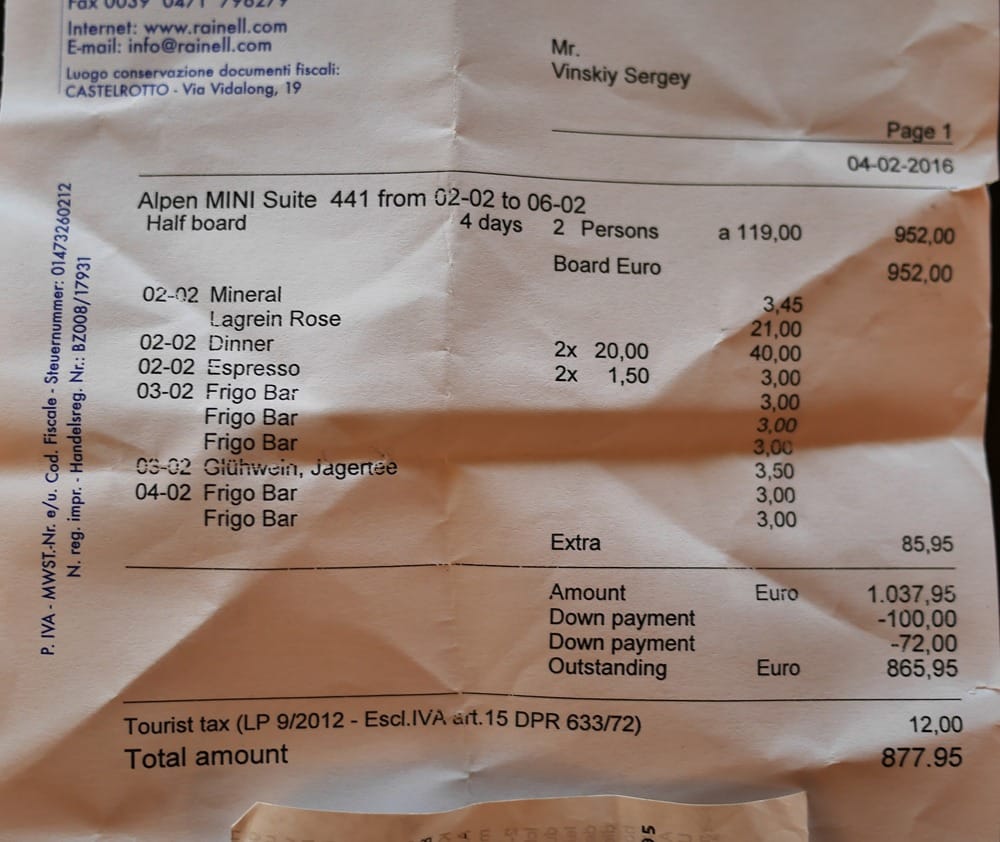 Internet: www.rainell.com
E-mail: info@rainell.com
Luogo conservazione documenti fiscali:
CASTELROTTO - Via Vidalong, 19
Mr.
Vinskiy Sergey
Page 1
04-02-2016
P. IVA - MWST.-Nr. e/u. Cod. Fiscale - Steuernummer: 01473260212
N. reg. impr. - Handelsreg. Nr.: BZ008/17931
Alpen MINI Suite 441 from 02-02 to 06-02
Half board 4 days 2 Persons a 119,00 952,00
Board Euro 952,00
02-02 Mineral 3,45
Lagrein Rose 21,00
02-02 Dinner 2x 20,00 40,00
02-02 Espresso 2x 1,50 3,00
03-02 Frigo Bar 3,00
Frigo Bar 3,00
Frigo Bar 3,00
03-02 Glühwein, Jagertee 3,50
04-02 Frigo Bar 3,00
Frigo Bar 3,00
Extra 85,95
Amount Euro 1.037,95
Down payment -100,00
Down payment -72,00
Outstanding Euro 865,95
Tourist tax (LP 9/2012 - Escl.IVA art.15 DPR 633/72) 12,00
Total amount 877.95